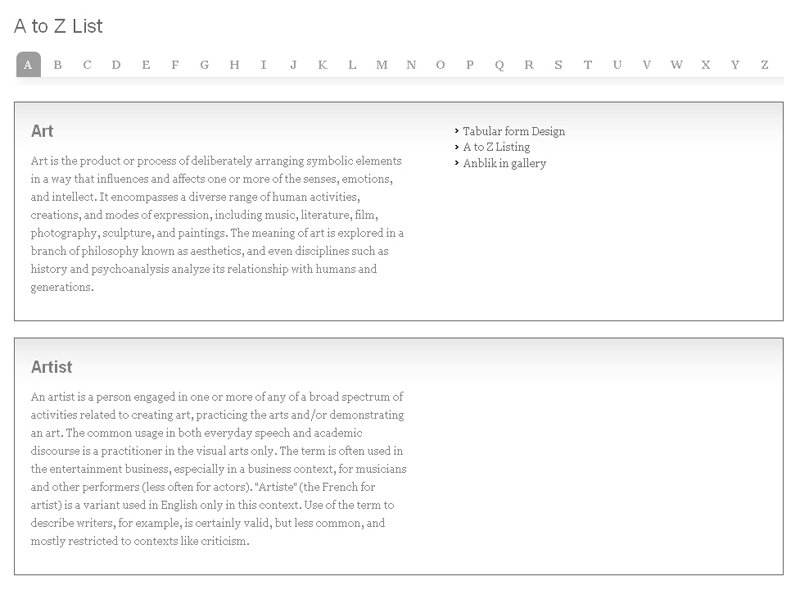 A to Z List
A B C D E F G H I J K L M N O P Q R S T U V W X Y Z
Art
Art is the product or process of deliberately arranging symbolic elements
in a way that influences and affects one or more of the senses, emotions,
and intellect. It encompasses a diverse range of human activities,
creations, and modes of expression, including music, literature, film,
photography, sculpture, and paintings. The meaning of art is explored in a
branch of philosophy known as aesthetics, and even disciplines such as
history and psychoanalysis analyze its relationship with humans and
generations.
Tabular form Design
A to Z Listing
Anblik in gallery
Artist
An artist is a person engaged in one or more of any of a broad spectrum of
activities related to creating art, practicing the arts and/or demonstrating
an art. The common usage in both everyday speech and academic
discourse is a practitioner in the visual arts only. The term is often used in
the entertainment business, especially in a business context, for musicians
and other performers (less often for actors). "Artiste" (the French for
artist) is a variant used in English only in this context. Use of the term to
describe writers, for example, is certainly valid, but less common, and
mostly restricted to contexts like criticism.